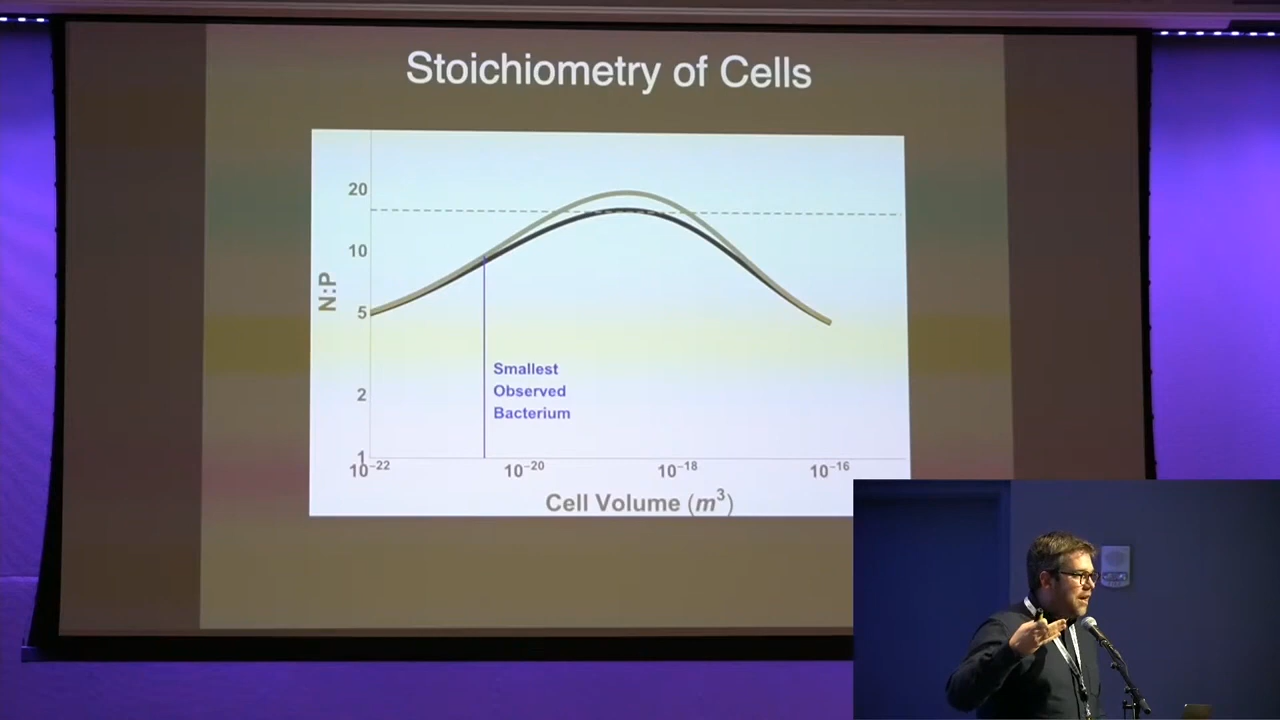 Stoichiometry of Cells
20
10
5
2
1
N:P
Smallest
Observed
Bacterium
10⁻²² 10⁻²⁰ 10⁻¹⁸ 10⁻¹⁶
Cell Volume (m³)